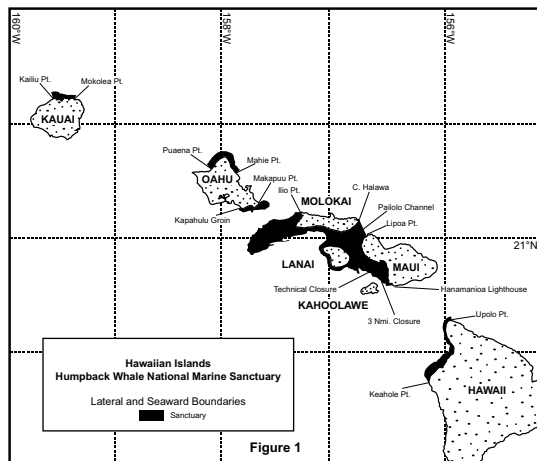 160°W
158°W
156°W
Kailiu Pt.
Mokolea Pt.
KAUAI
Puaena Pt.
Mahie Pt.
OAHU
Makapuu Pt.
Ilio Pt.
Kapahulu Groin
MOLOKAI
C. Halawa
Pailolo Channel
Lipoa Pt.
21°N
LANAI
MAUI
Technical Closure
Hanamanioa Lighthouse
KAHOOLAWE
3 Nmi. Closure
Upolo Pt.
Keahole Pt.
HAWAII
Hawaiian Islands
Humpback Whale National Marine Sanctuary
Lateral and Seaward Boundaries
Sanctuary
Figure 1